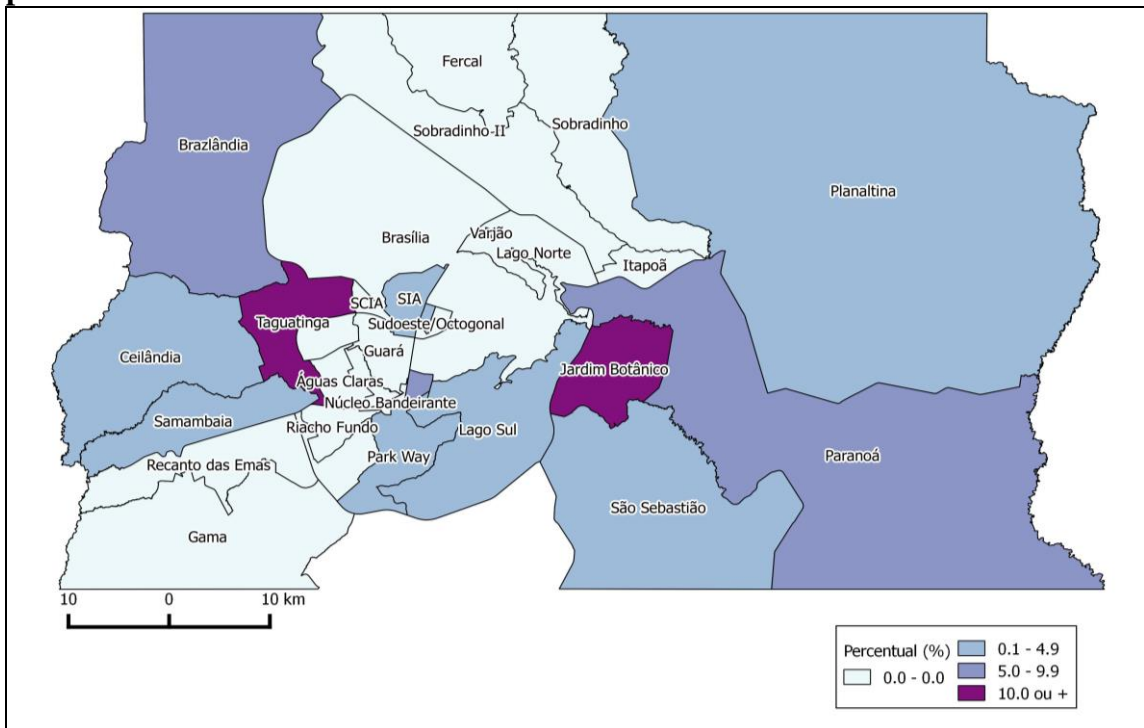 Fercal
Sobradinho II
Sobradinho
Brazlândia
Planaltina
Brasília
Varjão
Lago Norte
Itapoã
SCIA
SIA
Taguatinga
Sudoeste/Octogonal
Guará
Ceilândia
Jardim Botânico
Águas Claras
Núcleo Bandeirante
Samambaia
Riacho Fundo
Lago Sul
Park Way
Paranoá
Recanto das Emas
São Sebastião
Gama
10 0 10 km
Percentual (%)
0.0 - 0.0
0.1 - 4.9
5.0 - 9.9
10.0 ou +